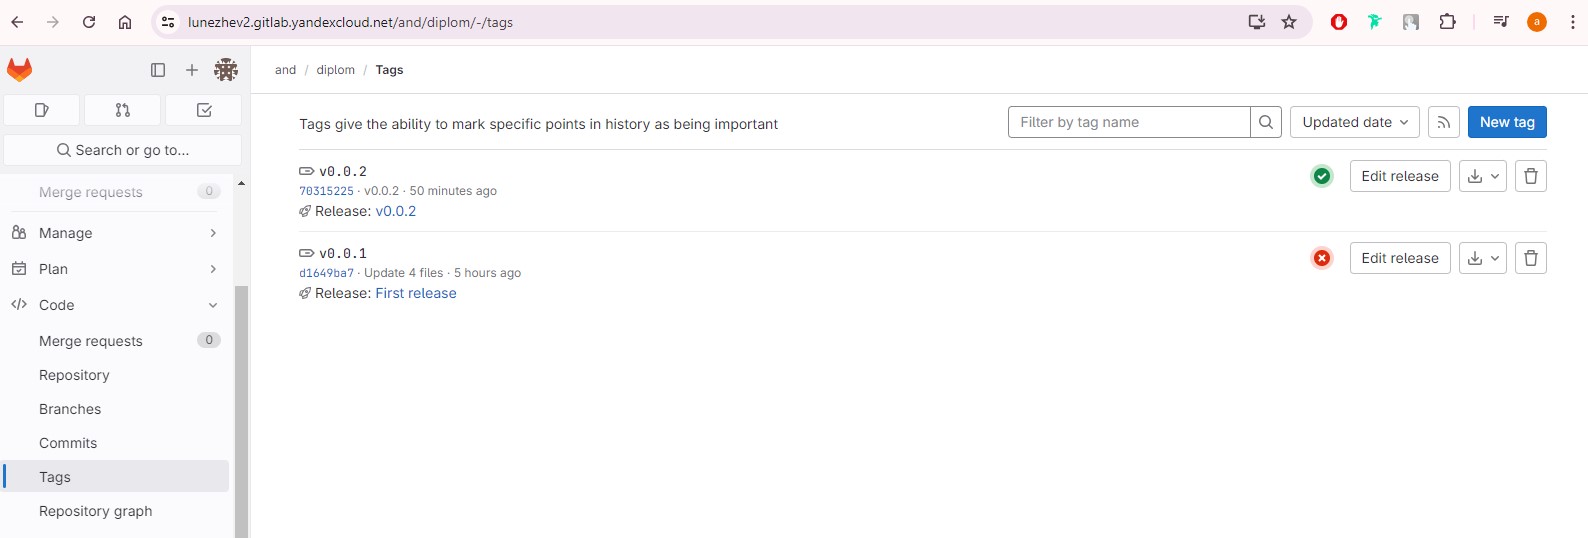 lunezhev2.gitlab.yandexcloud.net/and/diplom/-/tags
a
and / diplom / Tags
Search or go to...
Merge requests 0
Manage
Plan
Code
Merge requests 0
Repository
Branches
Commits
Tags
Repository graph
Tags give the ability to mark specific points in history as being important
Filter by tag name
Updated date
New tag
v0.0.2
70315225 · v0.0.2 · 50 minutes ago
Release: v0.0.2
Edit release
v0.0.1
d1649ba7 · Update 4 files · 5 hours ago
Release: First release
Edit release